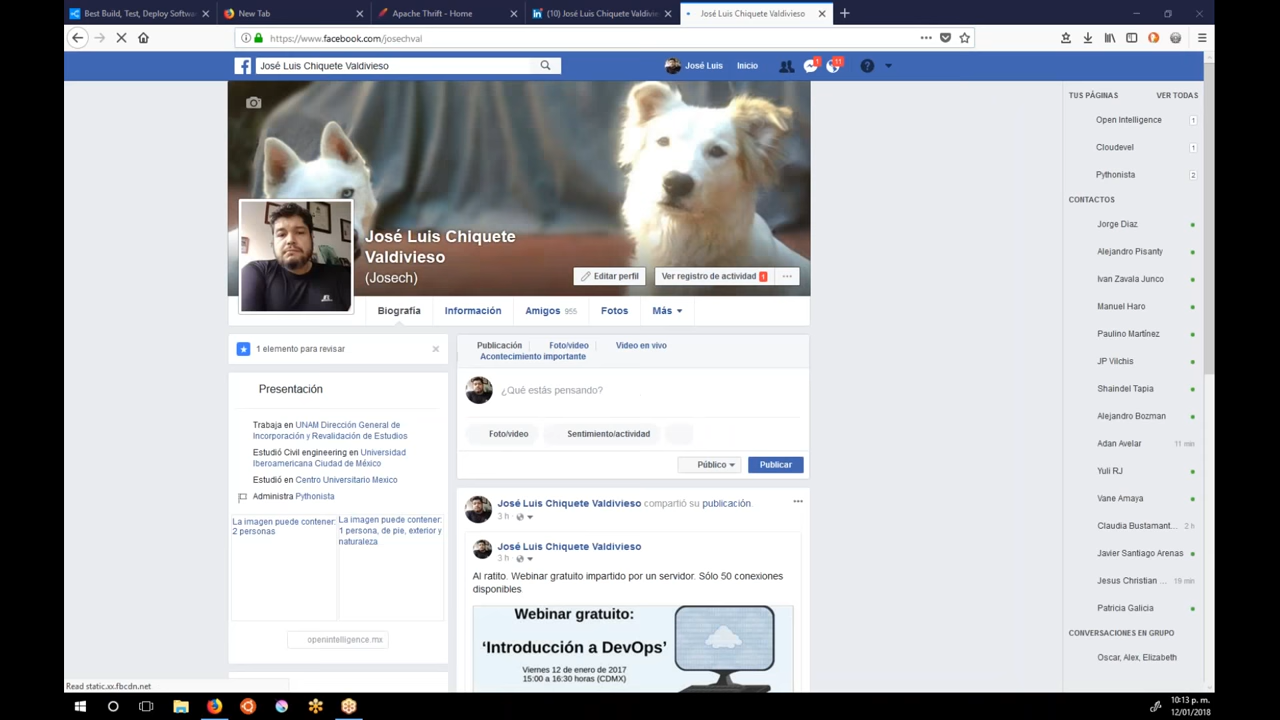 Best Build, Test, Deploy Softwa
New Tab
Apache Thrift - Home
(10) José Luis Chiquete Valdivie
José Luis Chiquete Valdivieso
https://www.facebook.com/josechval
José Luis Chiquete Valdivieso
José Luis
Inicio
1
11
José Luis Chiquete
Valdivieso
(Josech)
Editar perfil
Ver registro de actividad 1
Biografía
Información
Amigos 955
Fotos
Más
1 elemento para revisar
Presentación
Trabaja en UNAM Dirección General de
Incorporación y Revalidación de Estudios
Estudió Civil engineering en Universidad
Iberoamericana Ciudad de México
Estudió en Centro Universitario Mexico
Administra Pythonista
La imagen puede contener:
2 personas
La imagen puede contener:
1 persona, de pie, exterior y
naturaleza
openintelligence.mx
Publicación
Foto/video
Video en vivo
Acontecimiento importante
¿Qué estás pensando?
Foto/video
Sentimiento/actividad
Público
Publicar
José Luis Chiquete Valdivieso compartió su publicación.
3 h
José Luis Chiquete Valdivieso
3 h
Al ratito. Webinar gratuito impartido por un servidor. Sólo 50 conexiones
disponibles
Webinar gratuito:
‘Introducción a DevOps’
Viernes 12 de enero de 2017
15:00 a 16:30 horas (CDMX)
TUS PÁGINAS
VER TODAS
Open Intelligence 1
Cloudevel 1
Pythonista 2
CONTACTOS
Jorge Diaz
Alejandro Pisanty
Ivan Zavala Junco
Manuel Haro
Paulino Martínez
JP Vilchis
Shaindel Tapia
Alejandro Bozman
Adan Avelar 11 min
Yuli RJ
Vane Amaya
Claudia Bustamant... 2 h
Javier Santiago Arenas
Jesus Christian ... 19 min
Patricia Galicia
CONVERSACIONES EN GRUPO
Oscar, Alex, Elizabeth
Read static.xx.fbcdn.net
10:13 p. m.
12/01/2018